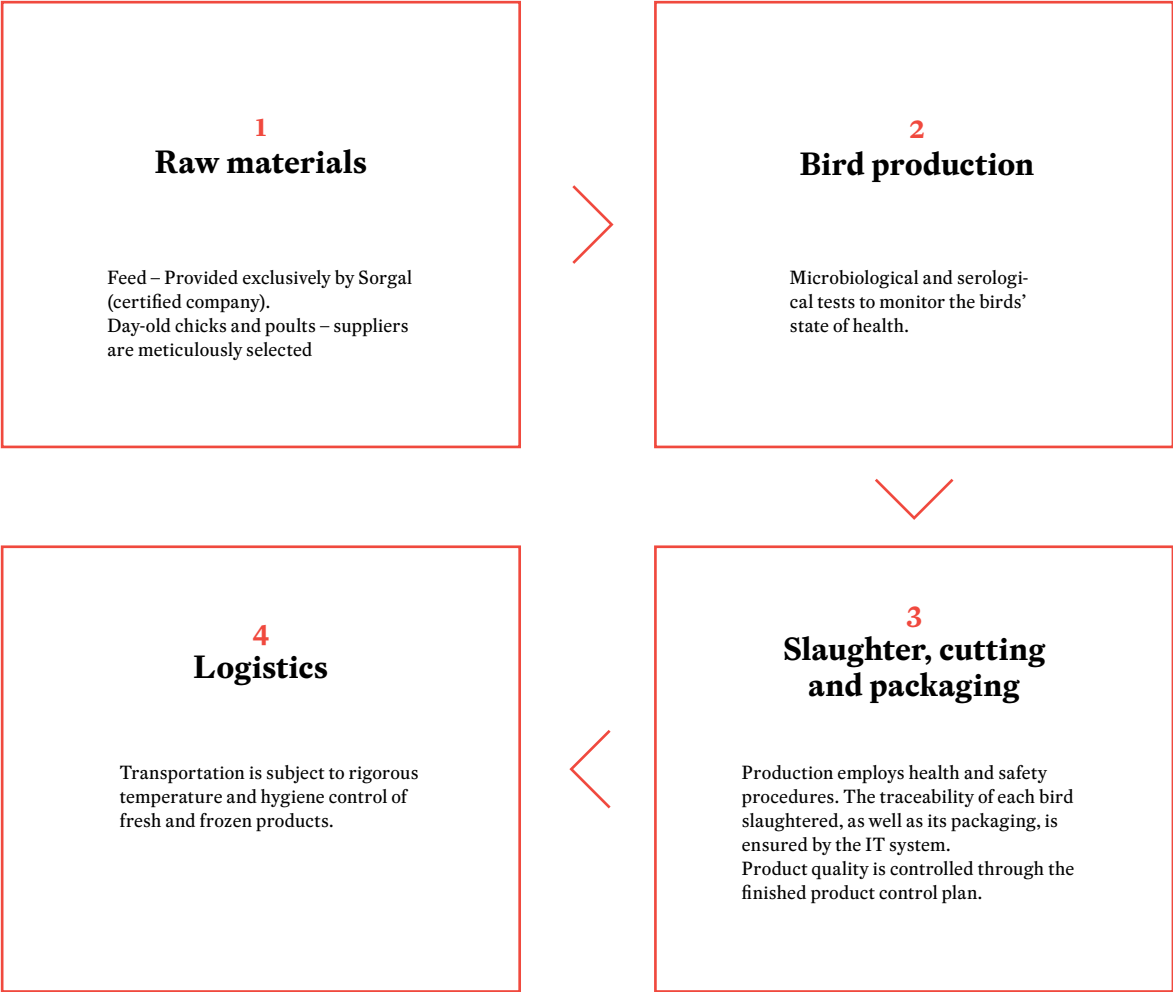 1
Raw materials
Feed – Provided exclusively by Sorgal
(certified company).
Day-old chicks and poults – suppliers
are meticulously selected
2
Bird production
Microbiological and serologi-
cal tests to monitor the birds’
state of health.
3
Slaughter, cutting
and packaging
Production employs health and safety
procedures. The traceability of each bird
slaughtered, as well as its packaging, is
ensured by the IT system.
Product quality is controlled through the
finished product control plan.
4
Logistics
Transportation is subject to rigorous
temperature and hygiene control of
fresh and frozen products.